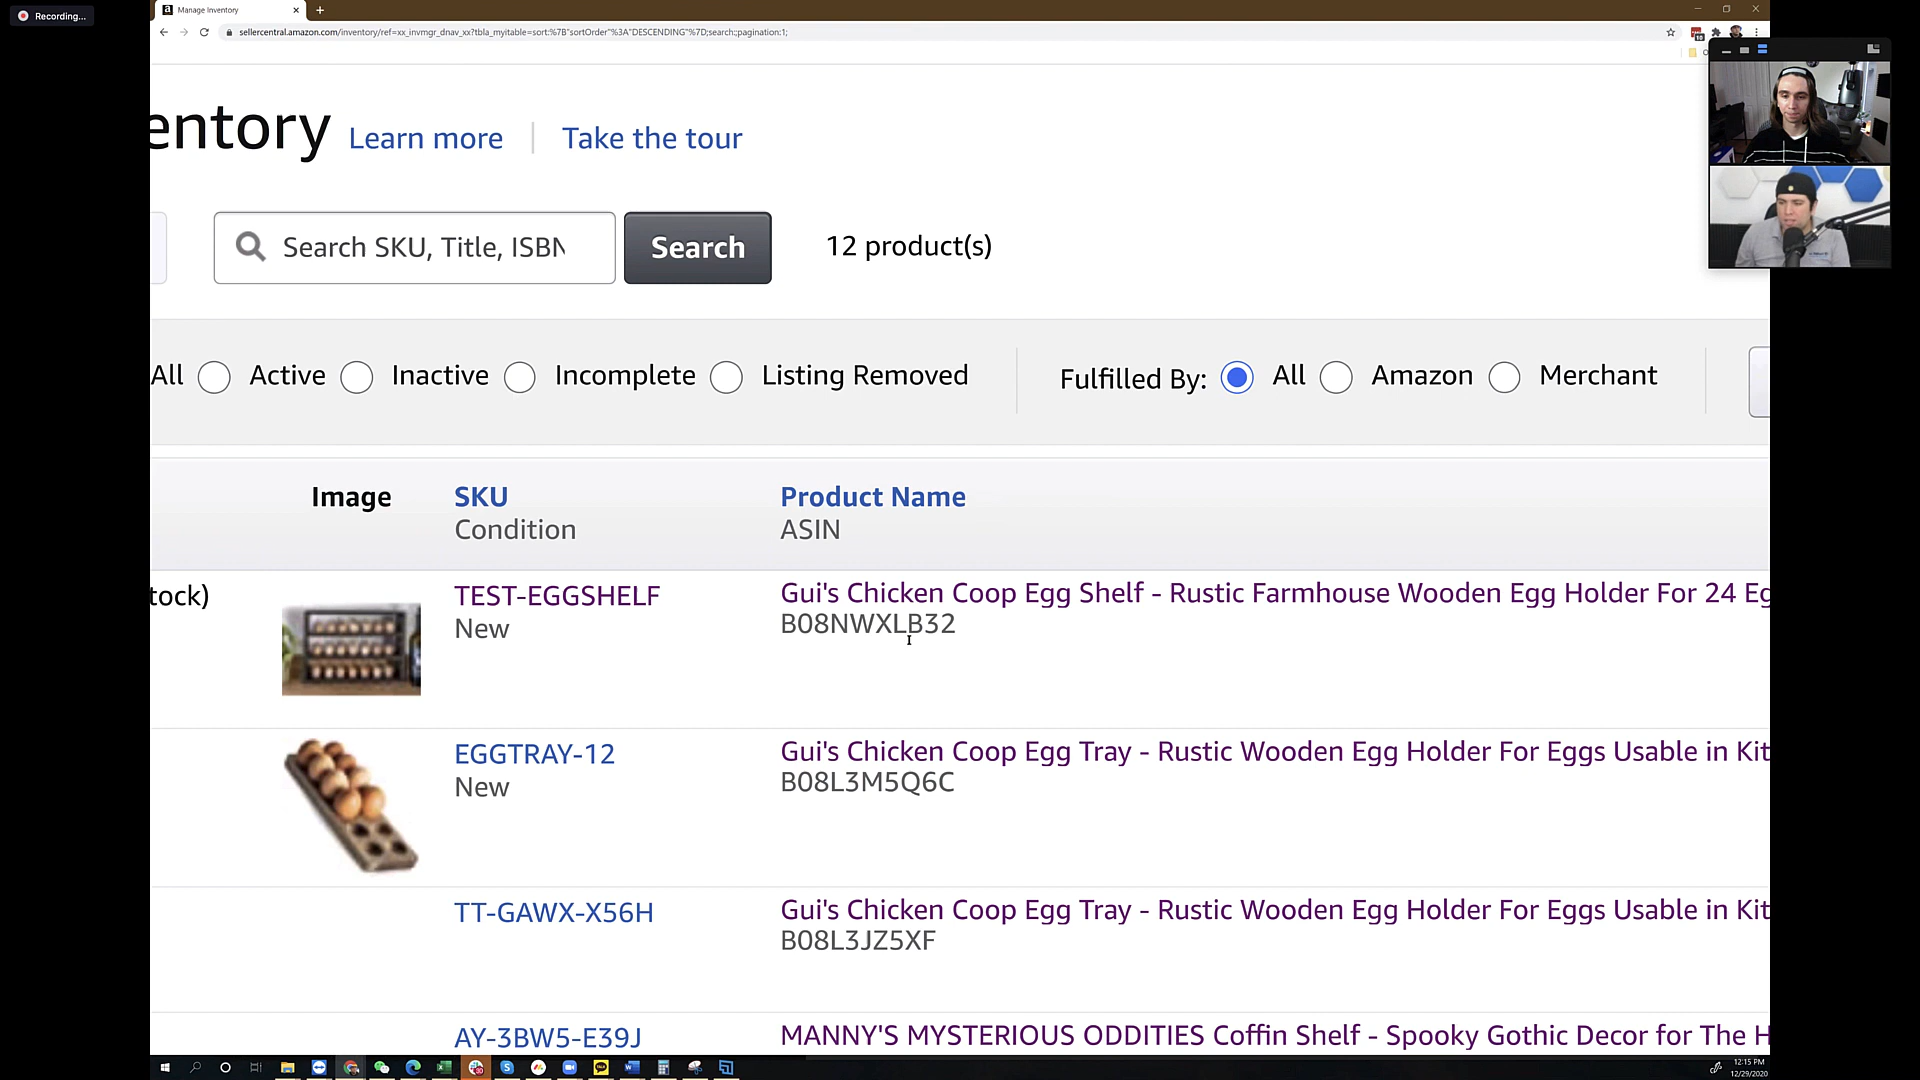 Recording...
Manage Inventory
sellercentral.amazon.com/inventory/ref=xx_invmgr_dnav_xx?tbla_myitable=sort:%7B"sortOrder"%3A"DESCENDING"%7D;search:;pagination:1;
entory Learn more Take the tour
Search SKU, Title, ISBN
Search
12 product(s)
All Active Inactive Incomplete Listing Removed Fulfilled By: All Amazon Merchant
Image SKU Product Name
Condition ASIN
tock) TEST-EGGSHELF Gui's Chicken Coop Egg Shelf - Rustic Farmhouse Wooden Egg Holder For 24 Eg
New B08NWXLB32
EGGTRAY-12 Gui's Chicken Coop Egg Tray - Rustic Wooden Egg Holder For Eggs Usable in Kit
New B08L3M5Q6C
TT-GAWX-X56H Gui's Chicken Coop Egg Tray - Rustic Wooden Egg Holder For Eggs Usable in Kit
B08L3JZ5XF
AY-3BW5-E39J MANNY'S MYSTERIOUS ODDITIES Coffin Shelf - Spooky Gothic Decor for The H
12:15 PM
12/29/2020